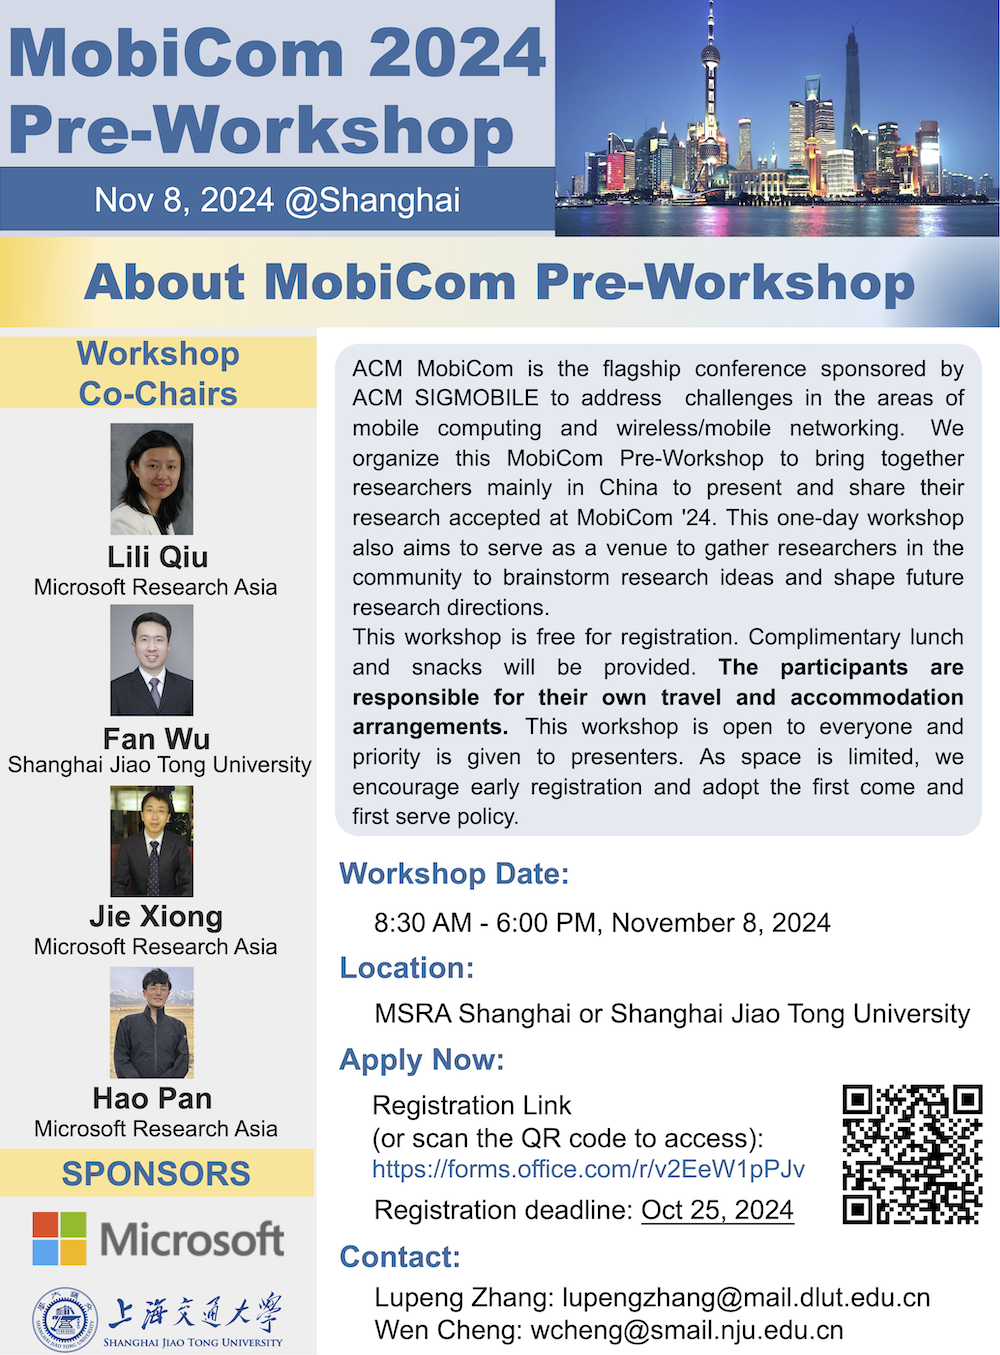 MobiCom 2024
Pre-Workshop
Nov 8, 2024 @Shanghai
About MobiCom Pre-Workshop
Workshop
Co-Chairs
Lili Qiu
Microsoft Research Asia
Fan Wu
Shanghai Jiao Tong University
Jie Xiong
Microsoft Research Asia
Hao Pan
Microsoft Research Asia
SPONSORS
Microsoft
上海交通大学
SHANGHAI JIAO TONG UNIVERSITY
ACM MobiCom is the flagship conference sponsored by
ACM SIGMOBILE to address challenges in the areas of
mobile computing and wireless/mobile networking. We
organize this MobiCom Pre-Workshop to bring together
researchers mainly in China to present and share their
research accepted at MobiCom '24. This one-day workshop
also aims to serve as a venue to gather researchers in the
community to brainstorm research ideas and shape future
research directions.
This workshop is free for registration. Complimentary lunch
and snacks will be provided. The participants are
responsible for their own travel and accommodation
arrangements. This workshop is open to everyone and
priority is given to presenters. As space is limited, we
encourage early registration and adopt the first come and
first serve policy.
Workshop Date:
8:30 AM - 6:00 PM, November 8, 2024
Location:
MSRA Shanghai or Shanghai Jiao Tong University
Apply Now:
Registration Link
(or scan the QR code to access):
https://forms.office.com/r/v2EeW1pPJv
Registration deadline: Oct 25, 2024
Contact:
Lupeng Zhang: lupengzhang@mail.dlut.edu.cn
Wen Cheng: wcheng@smail.nju.edu.cn